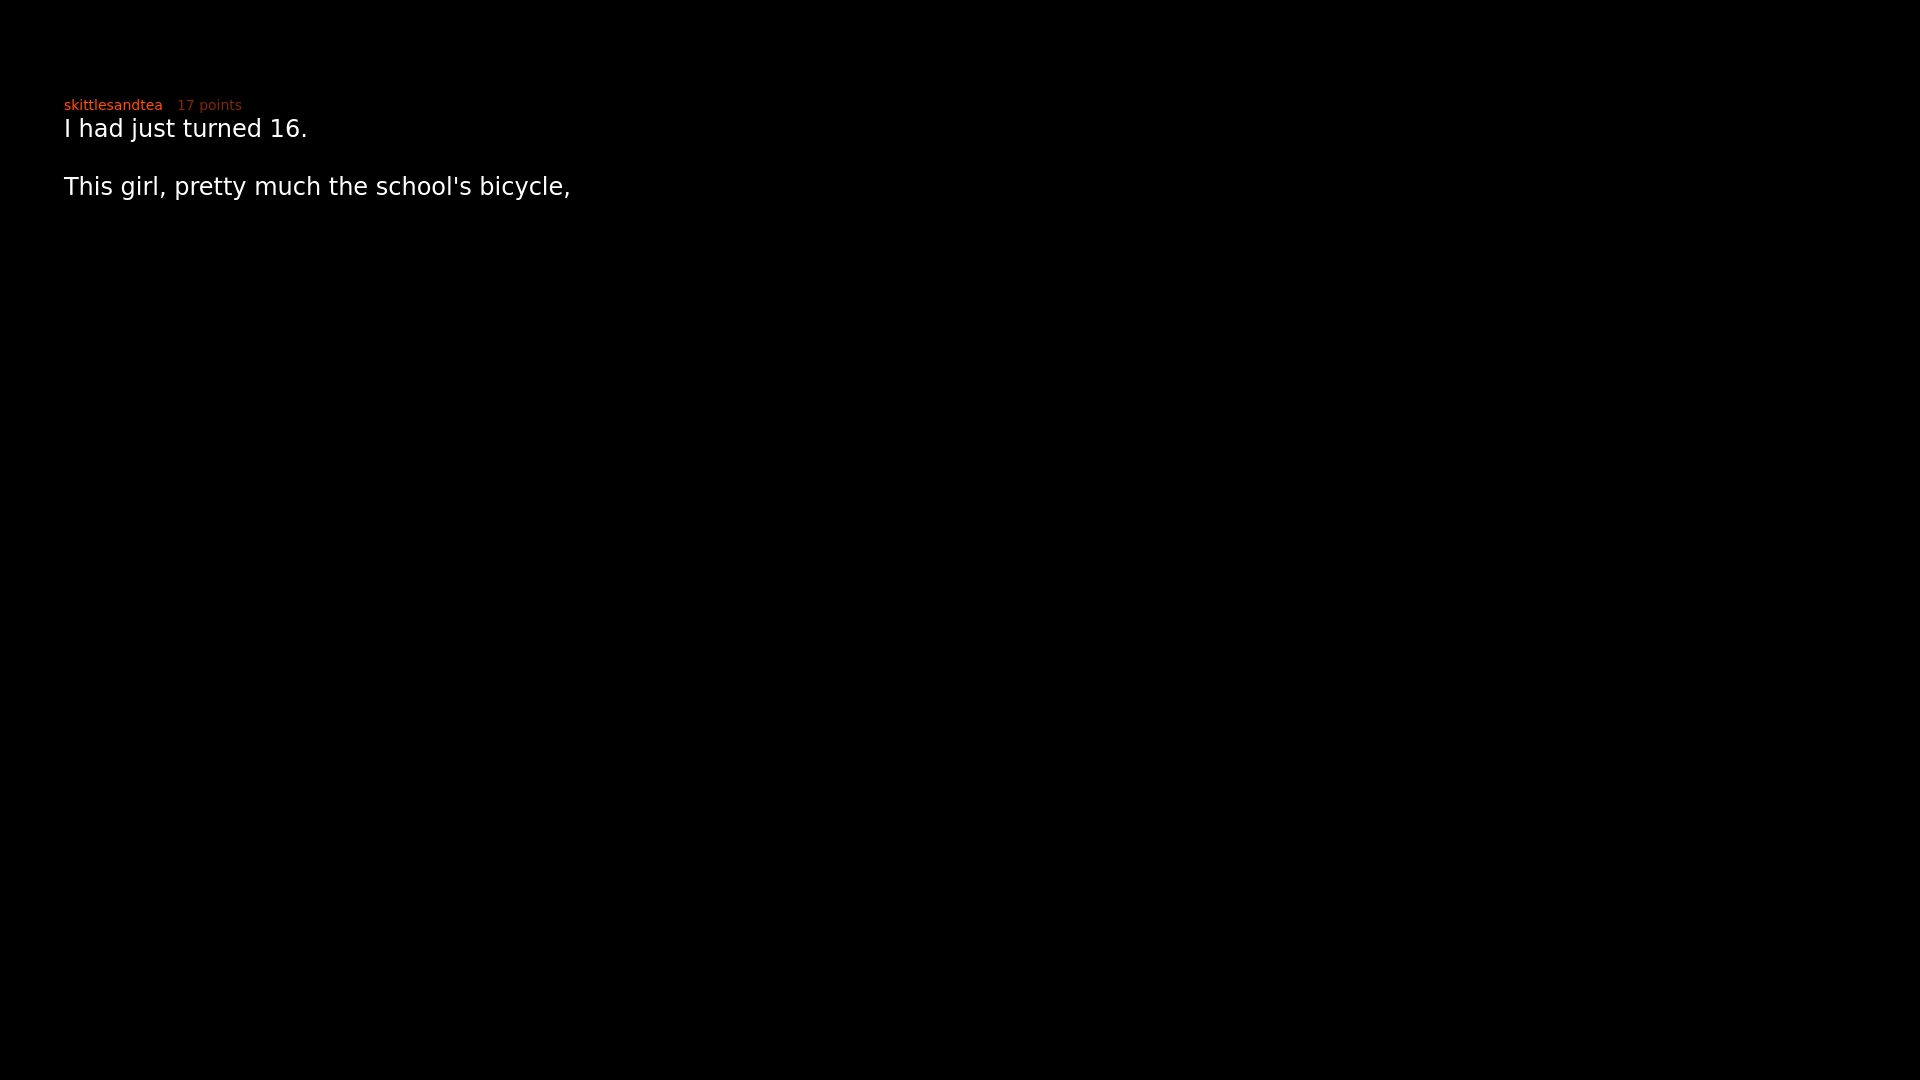 skittlesandtea 17 points
I had just turned 16.
This girl, pretty much the school's bicycle,